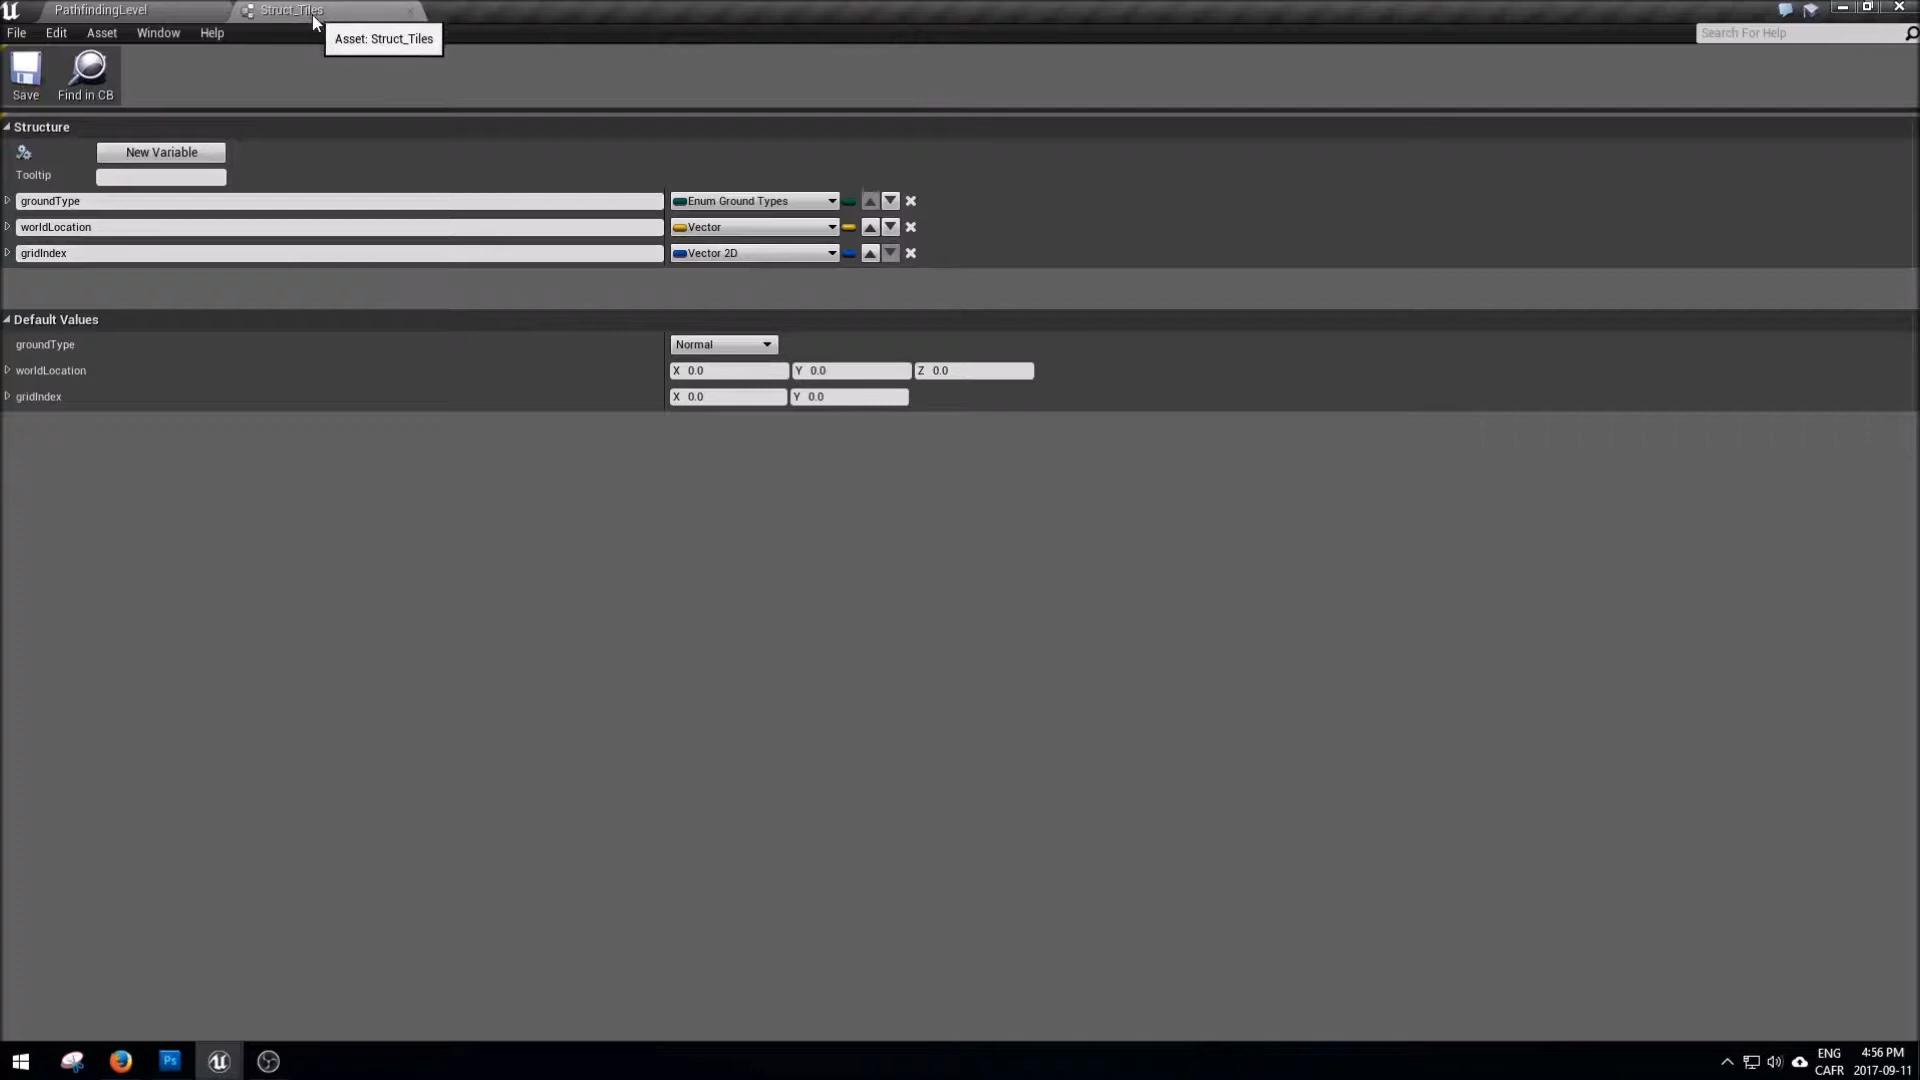 PathfindingLevel
Struct_Tiles
File Edit Asset Window Help
Asset: Struct_Tiles
Search For Help
Save
Find in CB
Structure
New Variable
Tooltip
groundType
Enum Ground Types
worldLocation
Vector
gridIndex
Vector 2D
Default Values
groundType
Normal
worldLocation
X 0.0
Y 0.0
Z 0.0
gridIndex
X 0.0
Y 0.0
Ps
ENG
CAFR
4:56 PM
2017-09-11